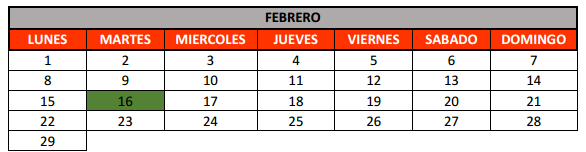 FEBRERO
LUNES MARTES MIERCOLES JUEVES VIERNES SABADO DOMINGO
1 2 3 4 5 6 7
8 9 10 11 12 13 14
15 16 17 18 19 20 21
22 23 24 25 26 27 28
29